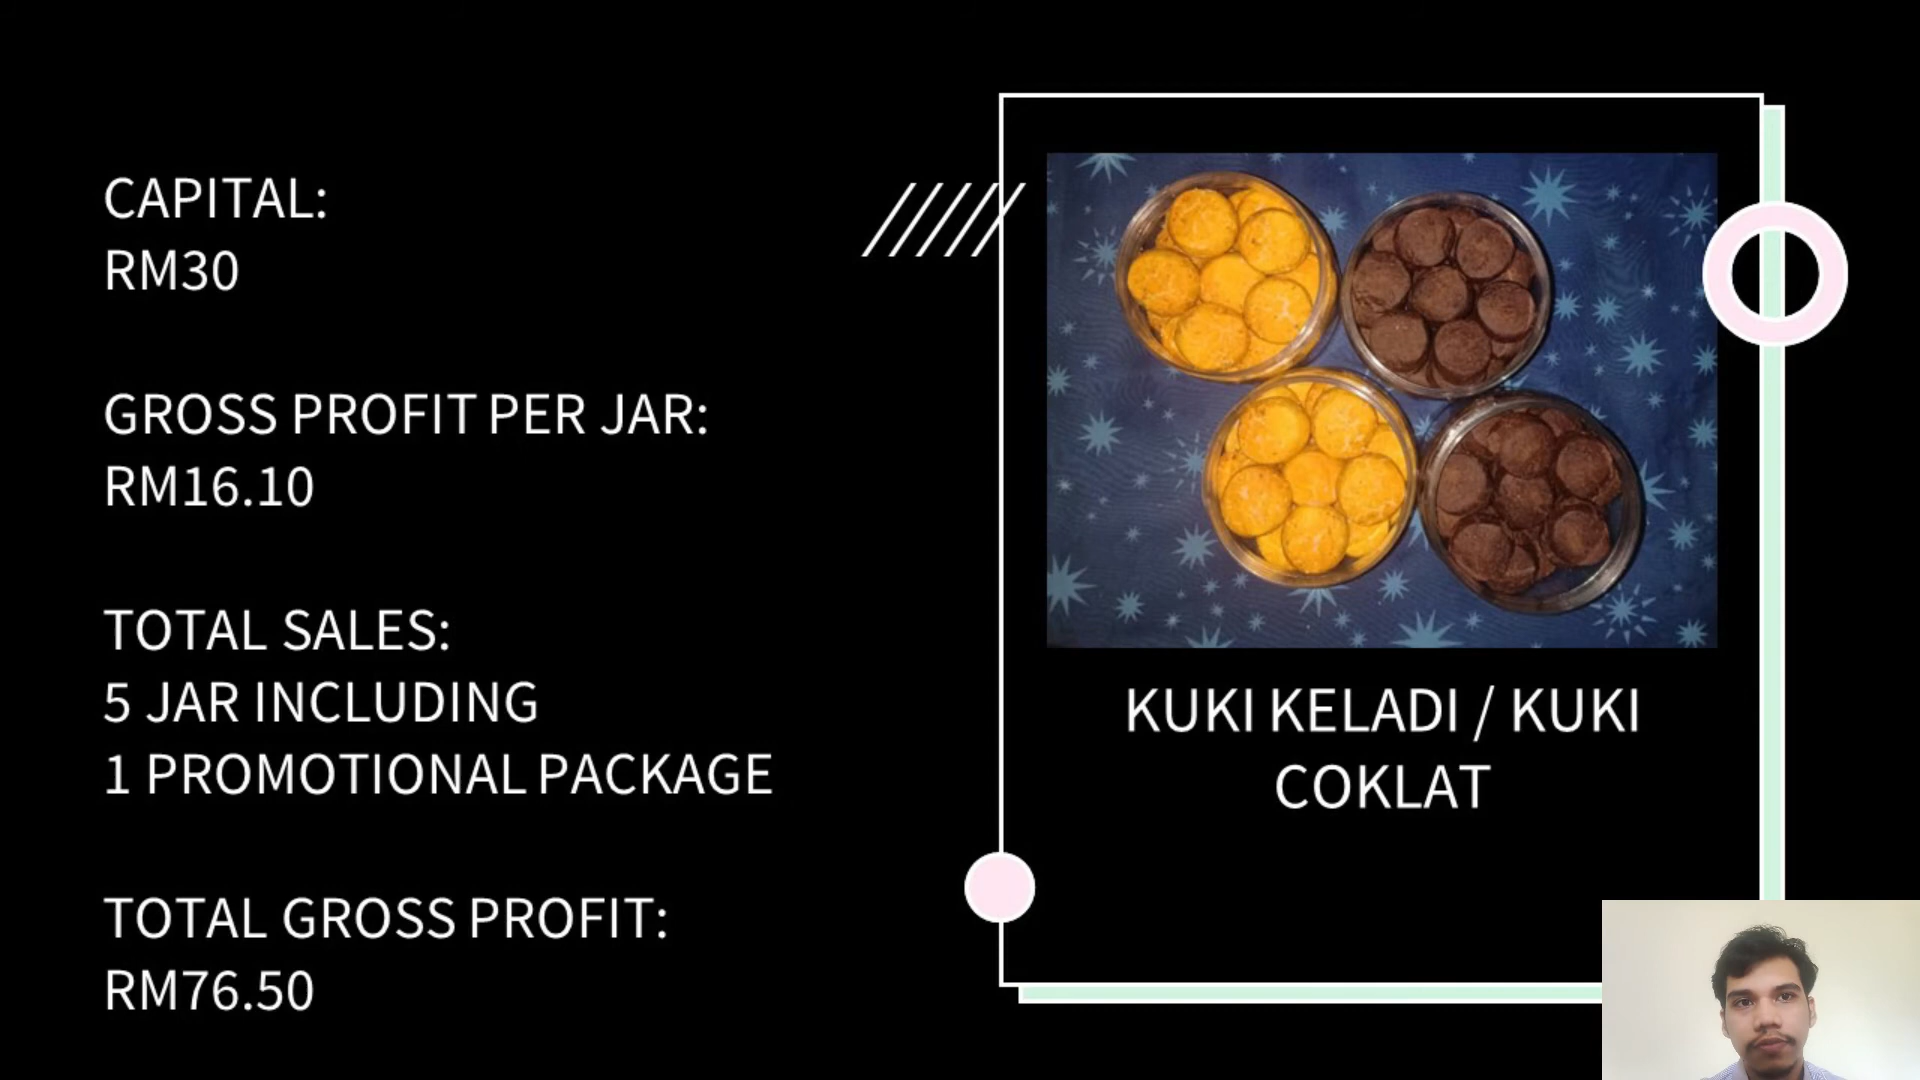 CAPITAL:
RM30
GROSS PROFIT PER JAR:
RM16.10
TOTAL SALES:
5 JAR INCLUDING
1 PROMOTIONAL PACKAGE
TOTAL GROSS PROFIT:
RM76.50
KUKI KELADI / KUKI
COKLAT